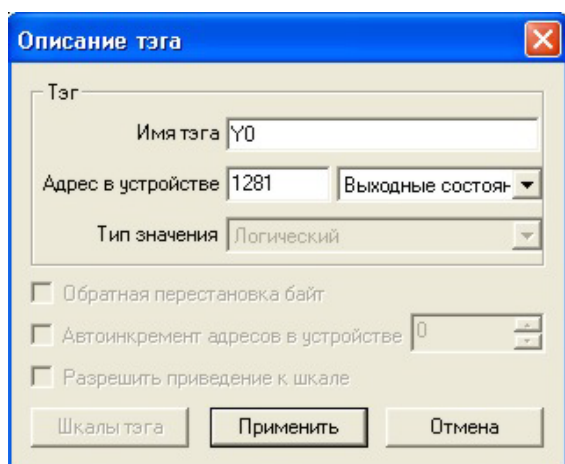 Описание тэга
Тэг
Имя тэга Y0
Адрес в устройстве 1281 Выходные состоян
Тип значения Логический
Обратная перестановка байт
Автоинкремент адресов в устройстве 0
Разрешить приведение к шкале
Шкалы тэга Применить Отмена